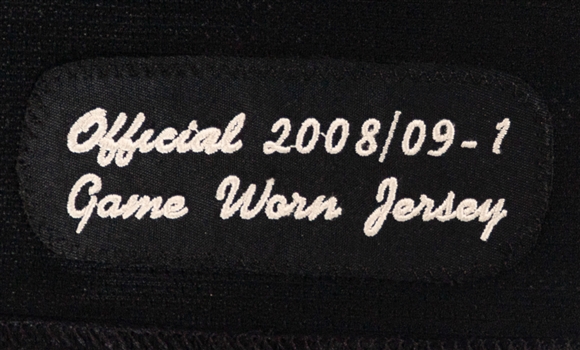 Official 2008/09-1
Game Worn Jersey